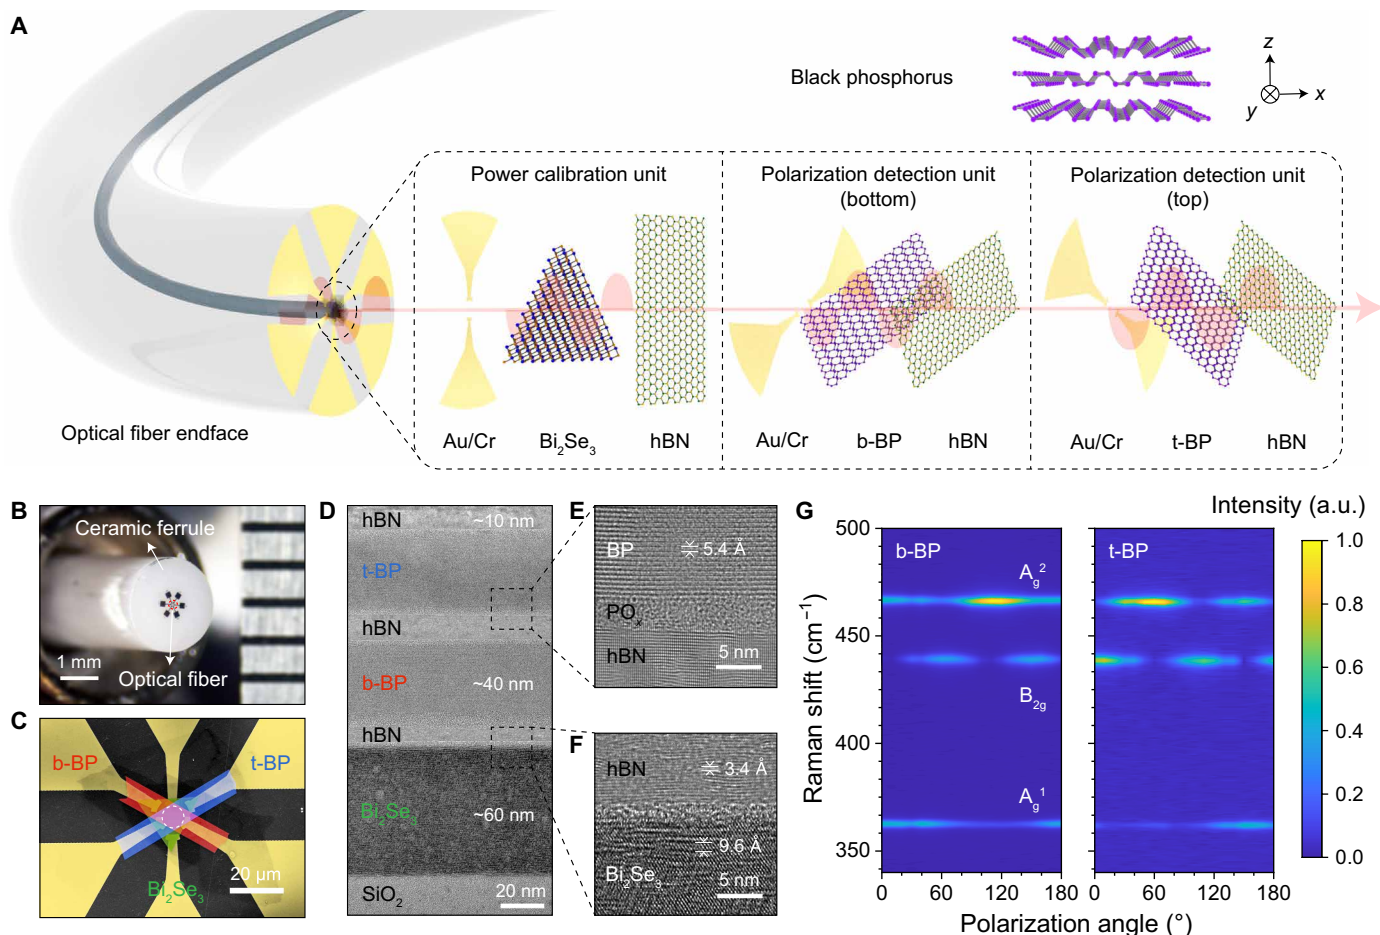 A
Black phosphorus
z
y
x
Power calibration unit
Polarization detection unit
(bottom)
Polarization detection unit
(top)
Optical fiber endface
Au/Cr
Bi₂Se₃
hBN
Au/Cr
b-BP
hBN
Au/Cr
t-BP
hBN
B
Ceramic ferrule
1 mm
Optical fiber
C
b-BP
t-BP
Bi₂Se₃
20 µm
D
hBN
~10 nm
t-BP
hBN
b-BP
~40 nm
hBN
Bi₂Se₃
~60 nm
SiO₂
20 nm
E
BP
5.4 Å
POₓ
hBN
5 nm
F
hBN
3.4 Å
9.6 Å
Bi₂Se₃
5 nm
G
Intensity (a.u.)
b-BP
t-BP
A_g²
B₂g
A_g¹
500
450
400
350
Raman shift (cm⁻¹)
0 60 120 180
0 60 120 180
Polarization angle (°)
1.0
0.8
0.6
0.4
0.2
0.0